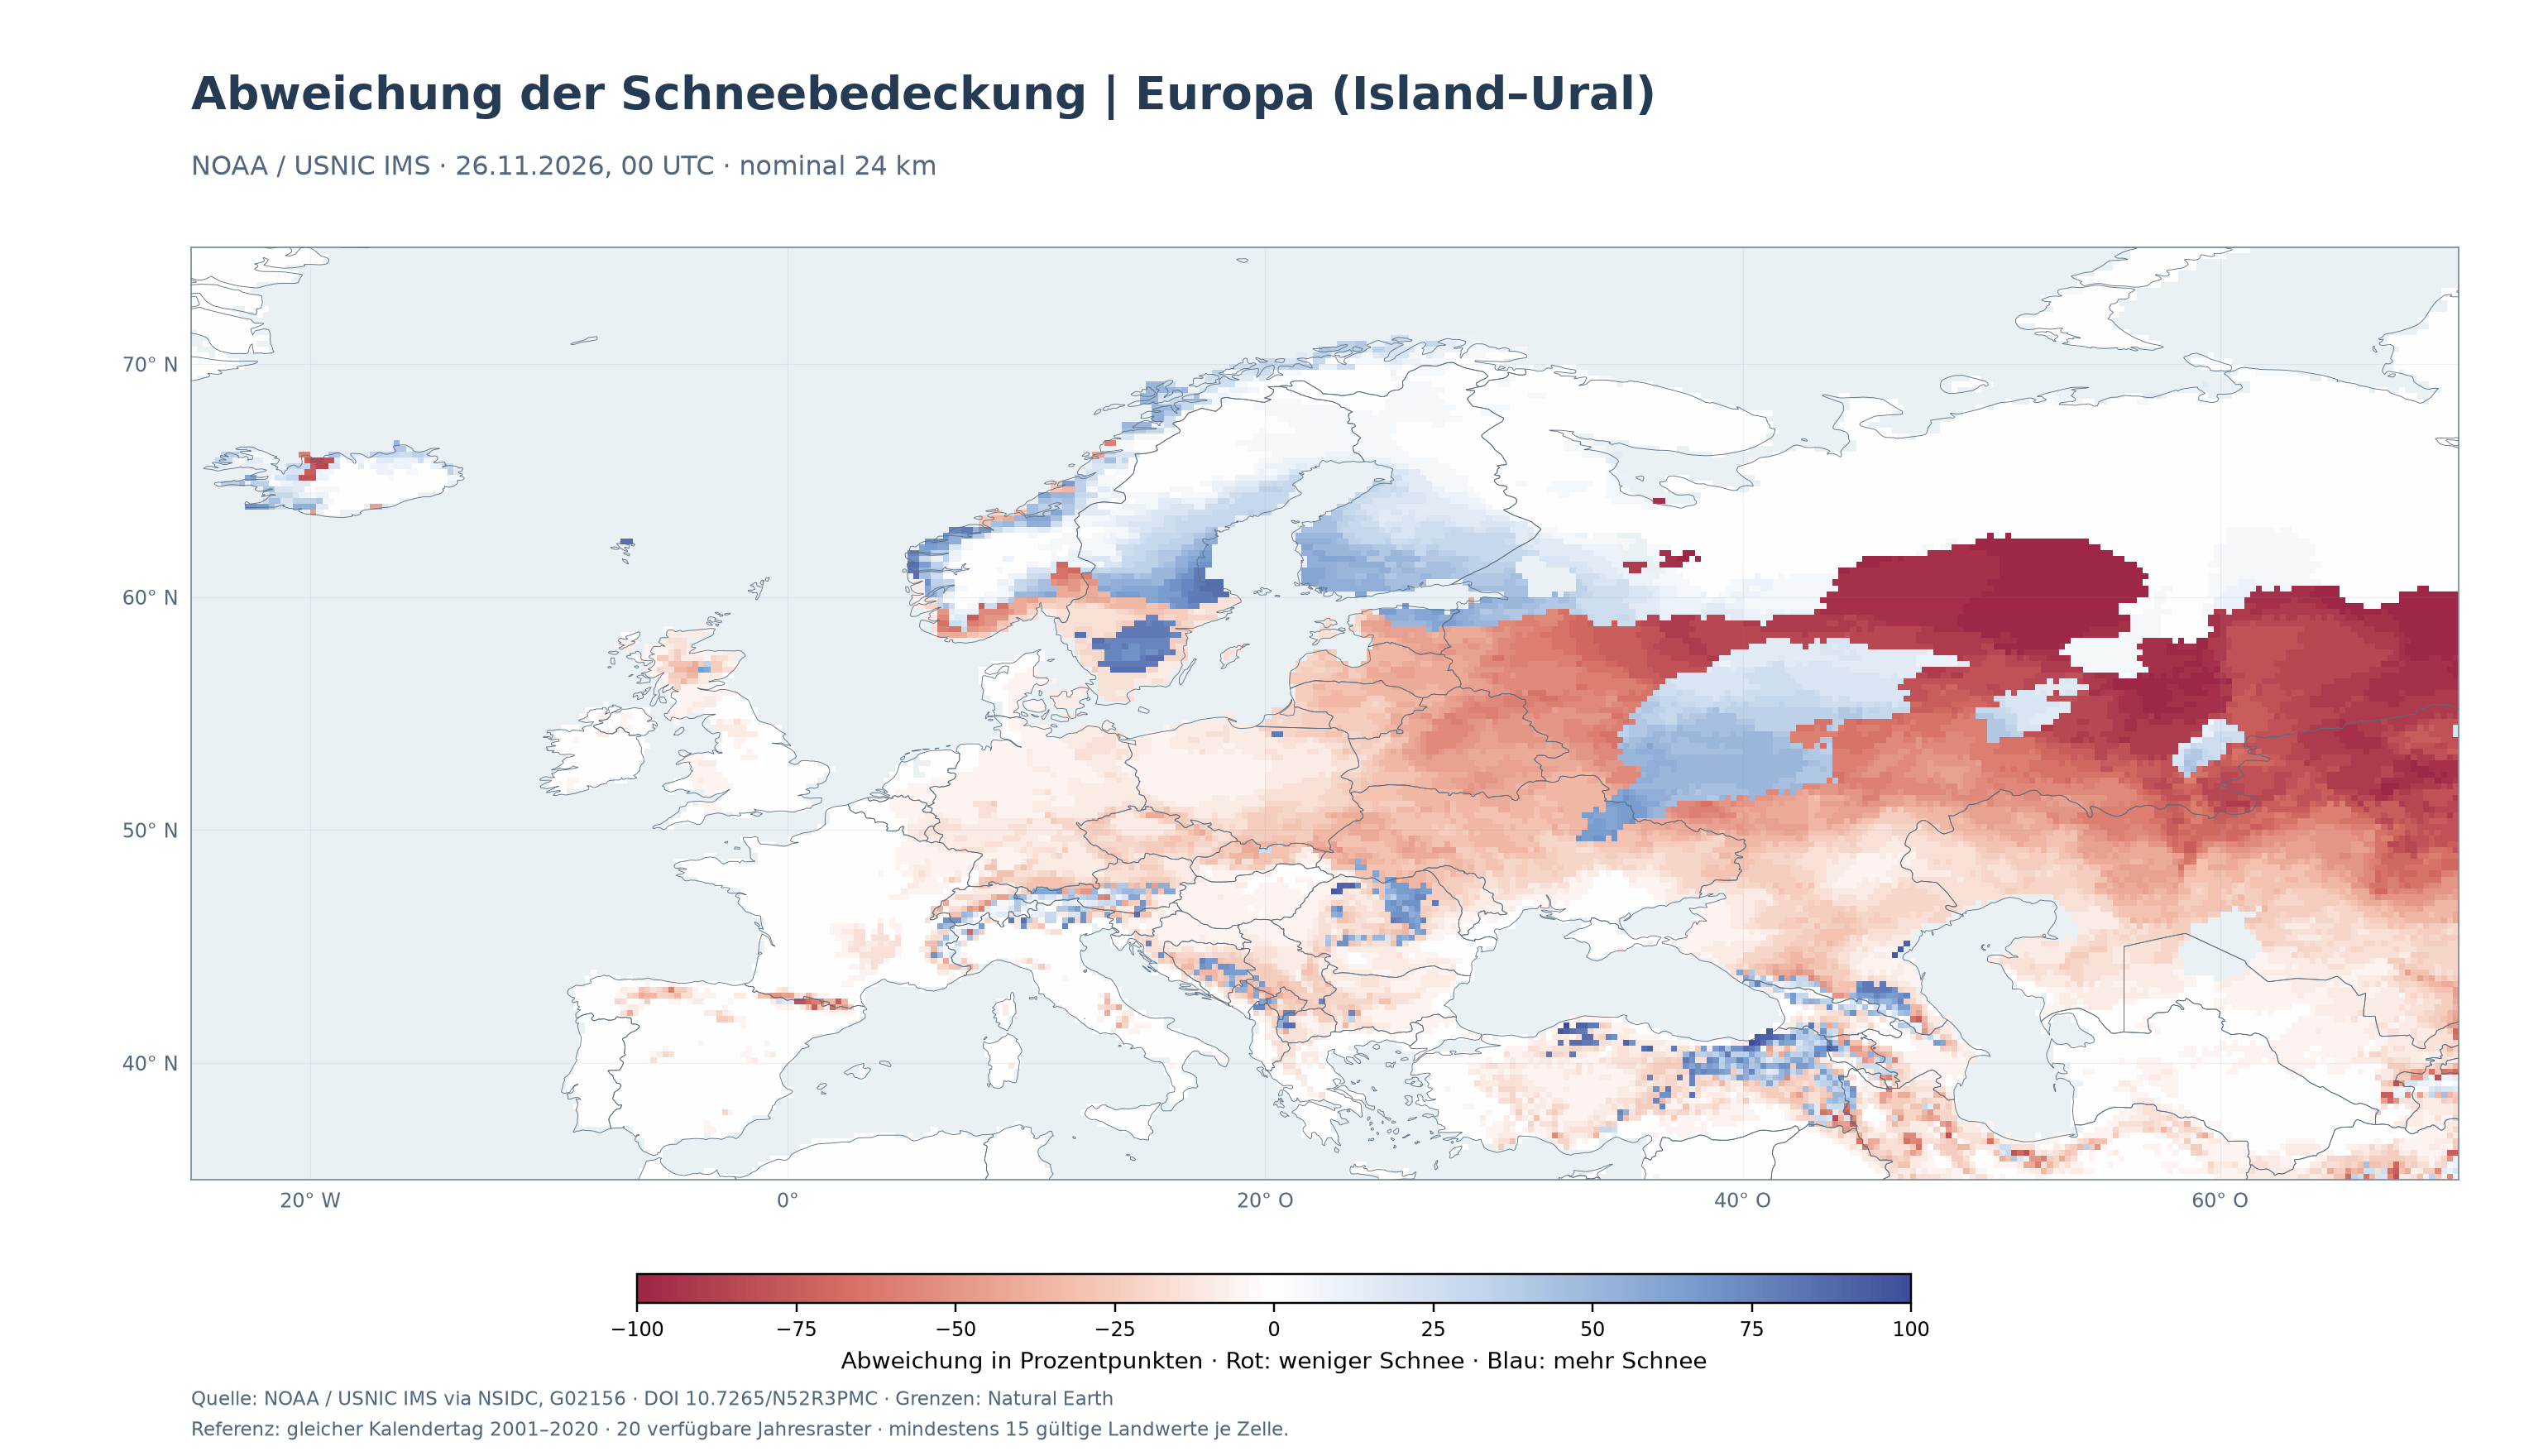 Abweichung der Schneebedeckung | Europa (Island–Ural)
NOAA / USNIC IMS · 26.11.2026, 00 UTC · nominal 24 km
70° N
60° N
50° N
40° N
20° W 0° 20° O 40° O 60° O
−100 −75 −50 −25 0 25 50 75 100
Abweichung in Prozentpunkten · Rot: weniger Schnee · Blau: mehr Schnee
Quelle: NOAA / USNIC IMS via NSIDC, G02156 · DOI 10.7265/N52R3PMC · Grenzen: Natural Earth
Referenz: gleicher Kalendertag 2001–2020 · 20 verfügbare Jahresraster · mindestens 15 gültige Landwerte je Zelle.